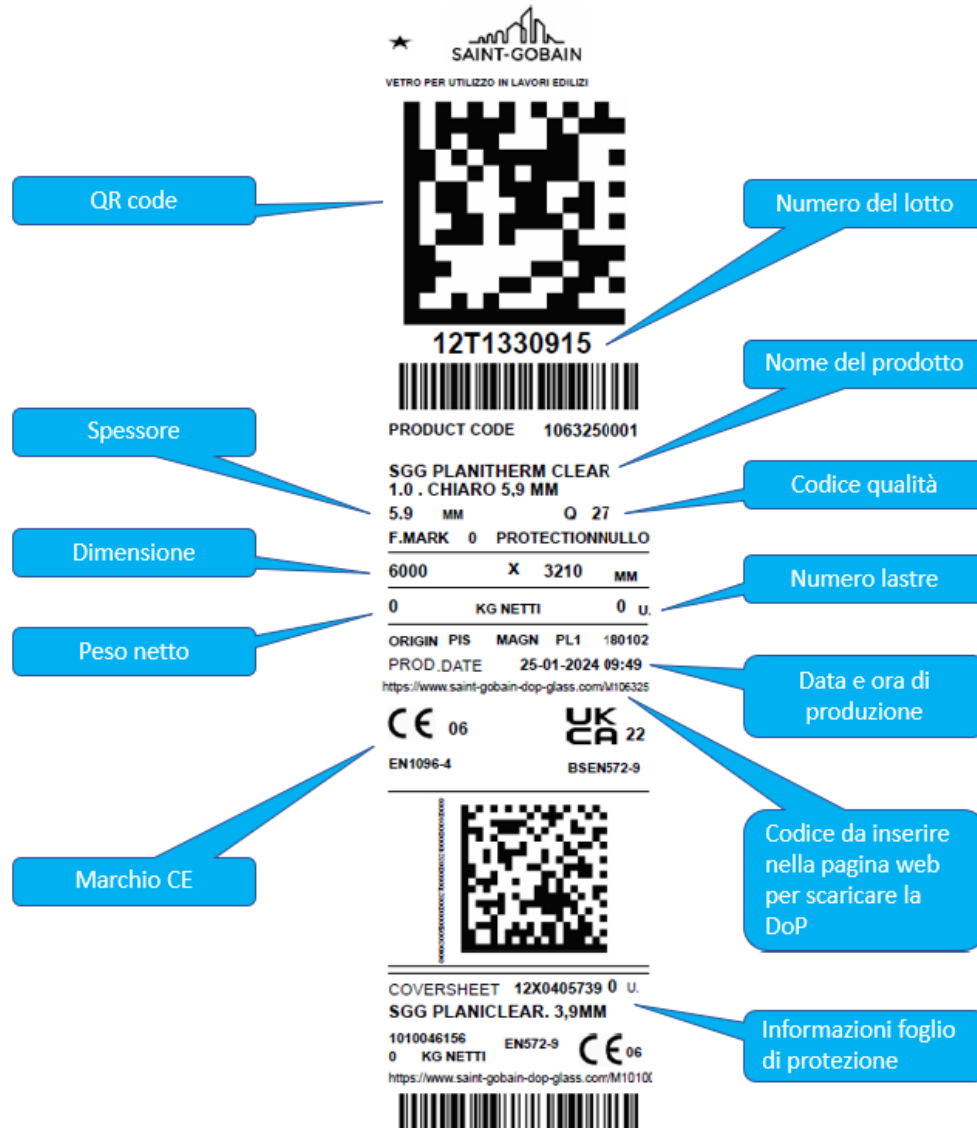 SAINT-GOBAIN
VETRO PER UTILIZZO IN LAVORI EDILIZI
QR code
Numero del lotto
12T1330915
Nome del prodotto
Spessore
PRODUCT CODE 1063250001
SGG PLANITHERM CLEAR
1.0 . CHIARO 5,9 MM
Codice qualità
5.9 MM Q 27
F.MARK 0 PROTECTIONNULLO
Dimensione
6000 X 3210 MM
Numero lastre
0 KG NETTI 0 U.
Peso netto
ORIGIN PIS MAGN PL1 180102
PROD.DATE 25-01-2024 09:49
Data e ora di
produzione
https://www.saint-gobain-dop-glass.com/M106325
CE 06 UK
CA 22
EN1096-4 BSEN572-9
Codice da inserire
nella pagina web
per scaricare la
DoP
Marchio CE
COVERSHEET 12X0405739 0 U.
SGG PLANICLEAR. 3,9MM
Informazioni foglio
di protezione
1010046156 EN572-9 CE 06
0 KG NETTI
https://www.saint-gobain-dop-glass.com/M10100